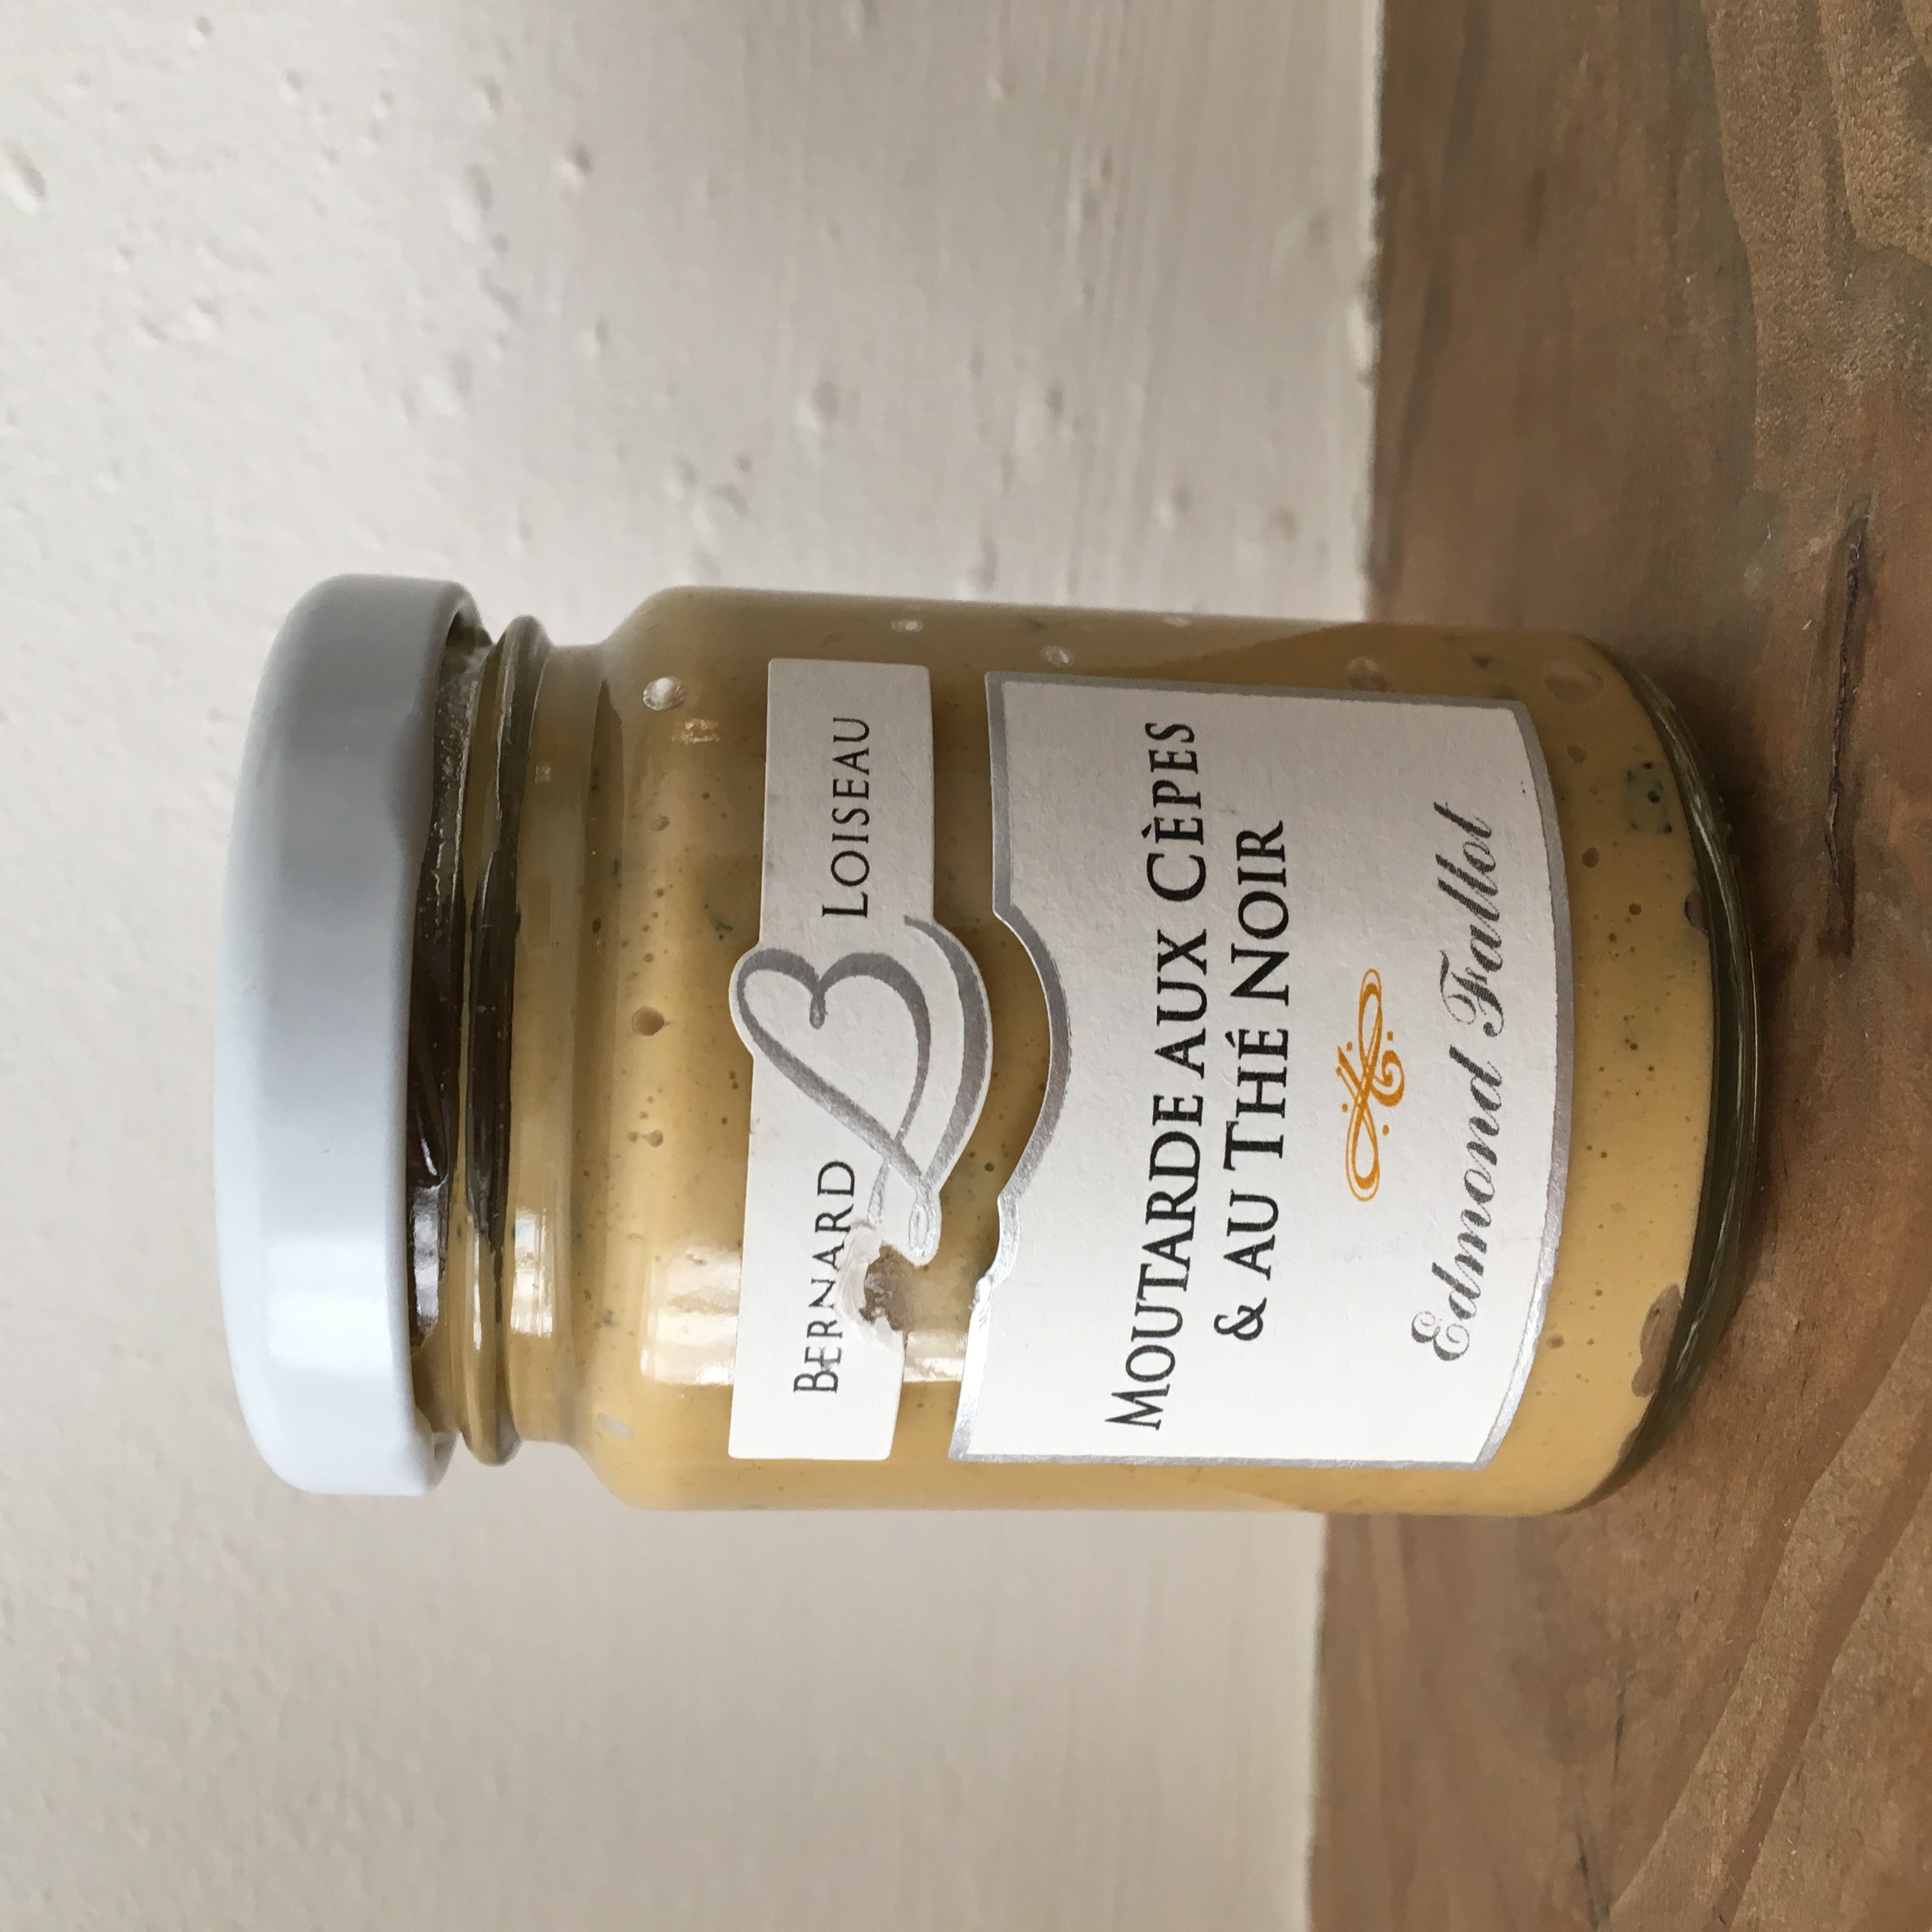 BERNARD B LOISEAU
MOUTARDE AUX CÈPES
& AU THÉ NOIR
Edmond Fallot